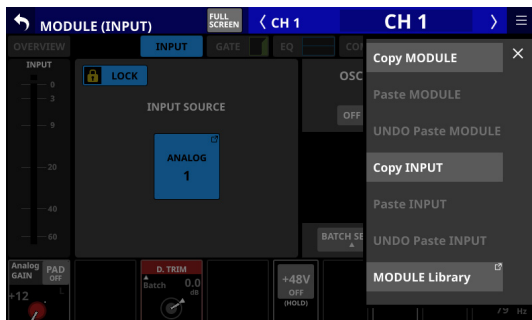 MODULE (INPUT)
FULL
SCREEN
CH 1
CH 1
OVERVIEW
INPUT
GATE
EQ
INPUT
0
3
9
20
40
60
LOCK
INPUT SOURCE
ANALOG
1
OSC
OFF
BATCH SE
Copy MODULE
Paste MODULE
UNDO Paste MODULE
Copy INPUT
Paste INPUT
UNDO Paste INPUT
MODULE Library
Analog
GAIN
PAD
OFF
+12
L
D. TRIM
Batch
0.0
dB
+48V
OFF
(HOLD)
79 Hz